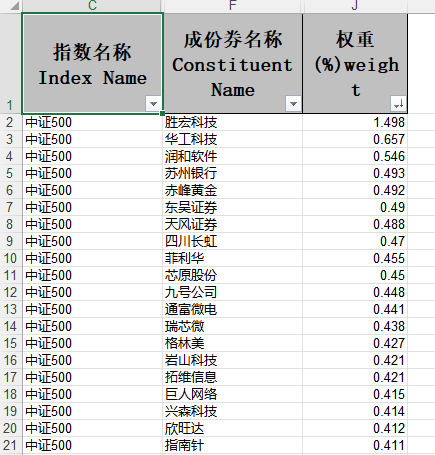 C F J
1 指数名称 Index Name 成份券名称 Constituent Name 权重(%)weight
2 中证500 胜宏科技 1.498
3 中证500 华工科技 0.657
4 中证500 润和软件 0.546
5 中证500 苏州银行 0.493
6 中证500 赤峰黄金 0.492
7 中证500 东吴证券 0.49
8 中证500 天风证券 0.488
9 中证500 四川长虹 0.47
10 中证500 菲利华 0.455
11 中证500 芯原股份 0.45
12 中证500 九号公司 0.448
13 中证500 通富微电 0.441
14 中证500 瑞芯微 0.438
15 中证500 格林美 0.427
16 中证500 岩山科技 0.421
17 中证500 拓维信息 0.421
18 中证500 巨人网络 0.415
19 中证500 兴森科技 0.414
20 中证500 欣旺达 0.412
21 中证500 指南针 0.411